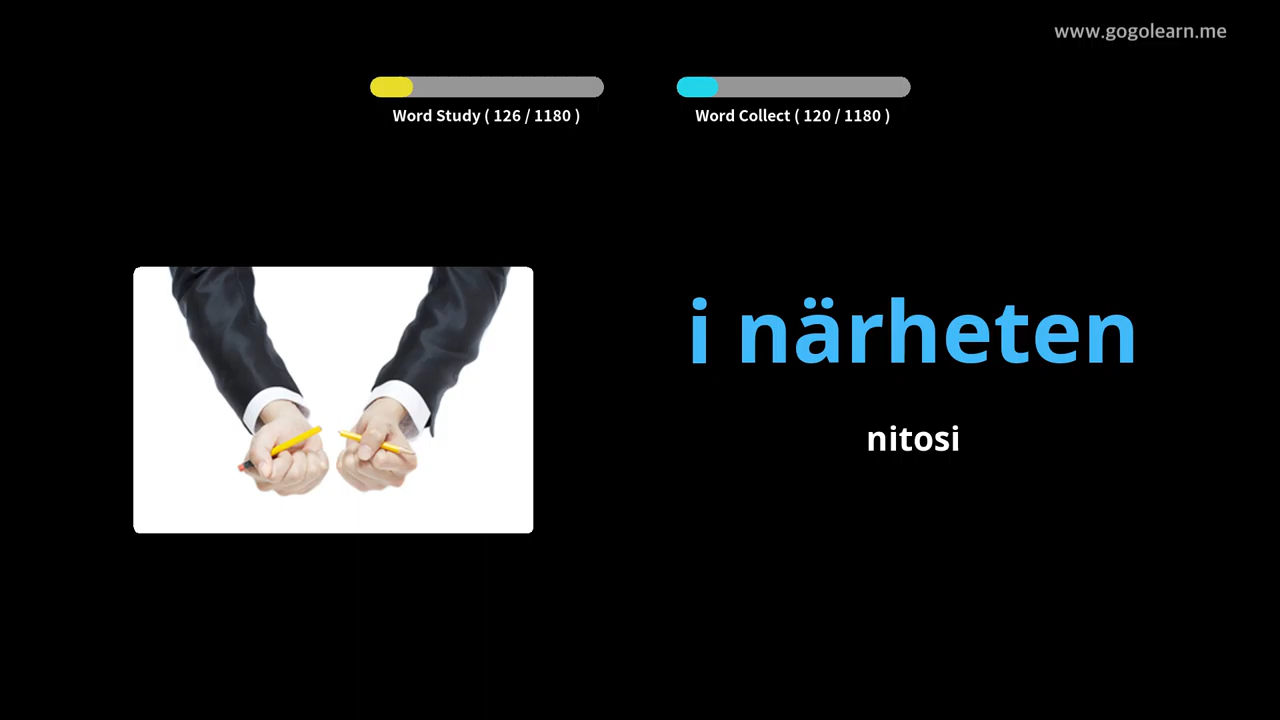 www.gogolearn.me
Word Study ( 126 / 1180 )
Word Collect ( 120 / 1180 )
i närheten
nitosi